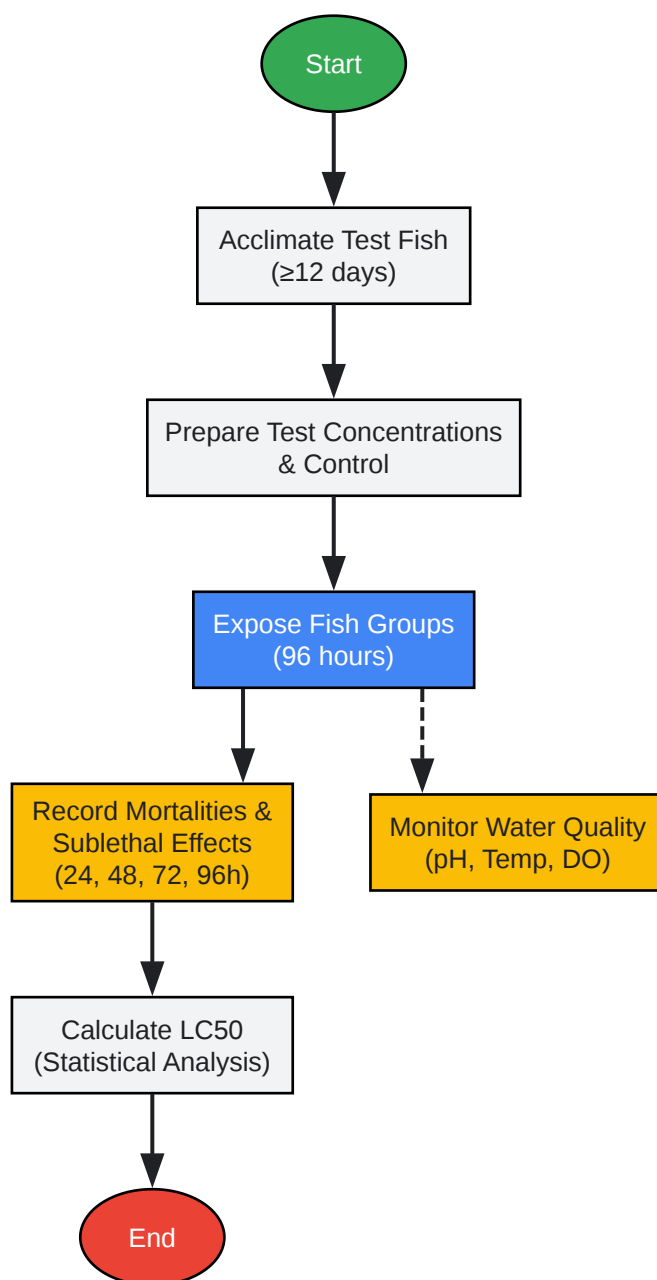 Start
Acclimate Test Fish
(≥12 days)
Prepare Test Concentrations
& Control
Expose Fish Groups
(96 hours)
Record Mortalities &
Sublethal Effects
(24, 48, 72, 96h)
Monitor Water Quality
(pH, Temp, DO)
Calculate LC50
(Statistical Analysis)
End